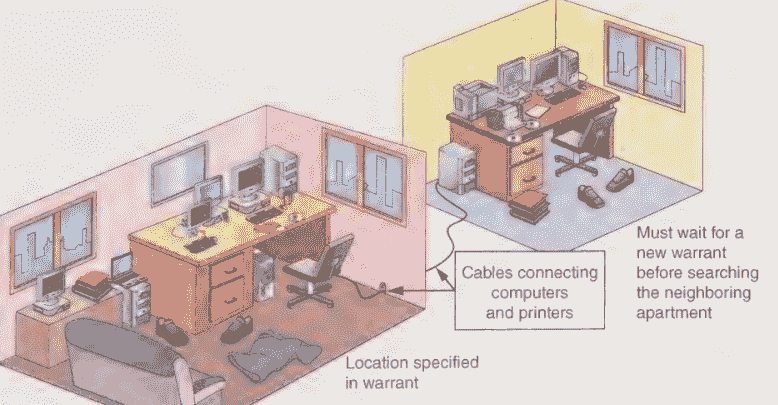 Must wait for a
new warrant
before searching
the neighboring
apartment
Cables connecting
computers
and printers
Location specified
in warrant